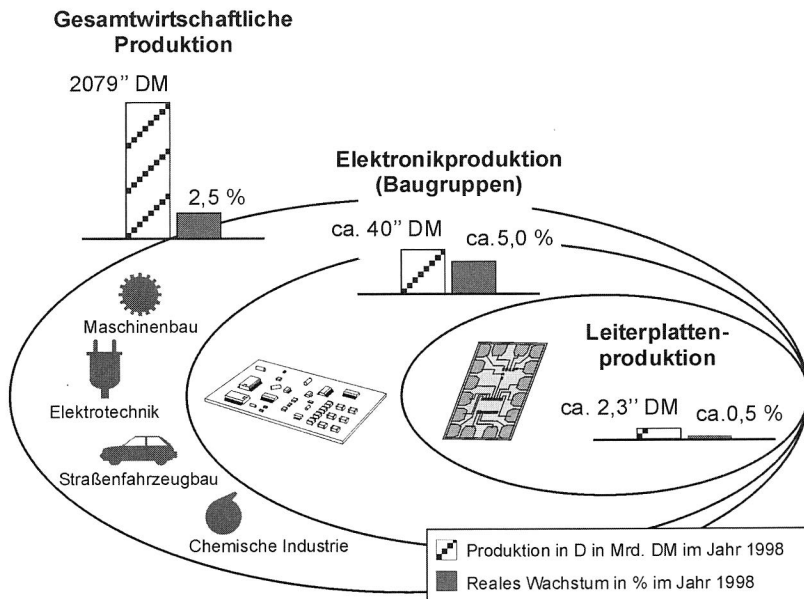 Gesamtwirtschaftliche
Produktion
2079" DM
2,5 %
Elektronikproduktion
(Baugruppen)
ca. 40" DM
ca.5,0 %
Leiterplatten-
produktion
ca. 2,3" DM
ca.0,5 %
Maschinenbau
Elektrotechnik
Straßenfahrzeugbau
Chemische Industrie
Produktion in D in Mrd. DM im Jahr 1998
Reales Wachstum in % im Jahr 1998